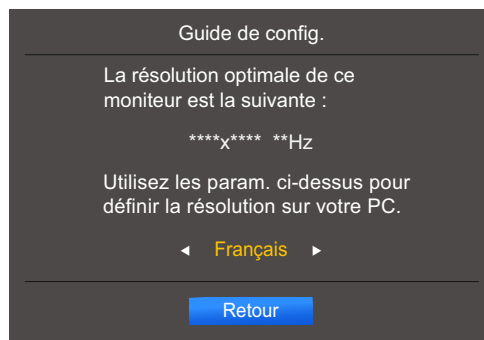 Guide de config.
La résolution optimale de ce
moniteur est la suivante :
****x**** **Hz
Utilisez les param. ci-dessus pour
définir la résolution sur votre PC.
◄ Français ►
Retour